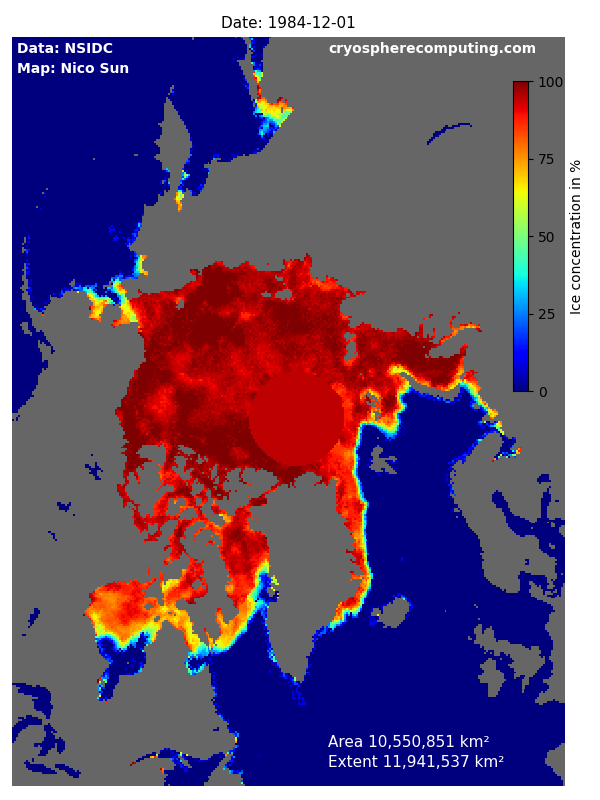 Date: 1984-12-01
Data: NSIDC
Map: Nico Sun
cryospherecomputing.com
100
75
50
25
0
Ice concentration in %
Area 10,550,851 km²
Extent 11,941,537 km²